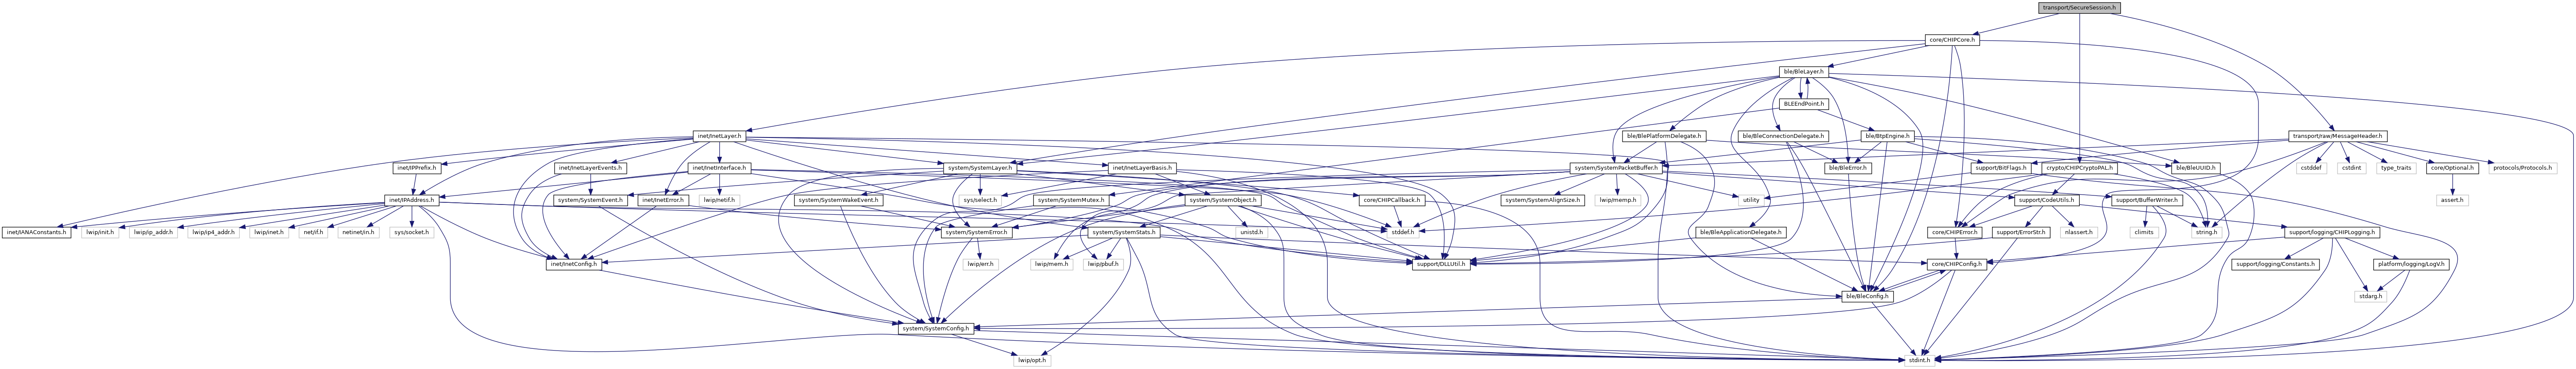 transport/SecureSession.h
core/CHIPCore.h
ble/BleLayer.h
BLEEndPoint.h
inet/InetLayer.h
ble/BlePlatformDelegate.h
ble/BleConnectionDelegate.h
ble/BtpEngine.h
transport/raw/MessageHeader.h
inet/IPPrefix.h
inet/InetLayerEvents.h
inet/InetInterface.h
system/SystemLayer.h
inet/InetLayerBasis.h
system/SystemPacketBuffer.h
ble/BleError.h
support/BitFlags.h
crypto/CHIPCryptoPAL.h
ble/BleUUID.h
cstddef
cstdint
type_traits
core/Optional.h
protocols/Protocols.h
inet/IPAddress.h
system/SystemEvent.h
inet/InetError.h
lwip/netif.h
system/SystemWakeEvent.h
sys/select.h
system/SystemMutex.h
system/SystemObject.h
core/CHIPCallback.h
system/SystemAlignSize.h
lwip/memp.h
utility
support/CodeUtils.h
support/BufferWriter.h
assert.h
inet/IANAConstants.h
lwip/init.h
lwip/ip_addr.h
lwip/ip4_addr.h
lwip/inet.h
net/if.h
netinet/in.h
sys/socket.h
system/SystemError.h
system/SystemStats.h
unistd.h
stddef.h
ble/BleApplicationDelegate.h
core/CHIPError.h
support/ErrorStr.h
nlassert.h
climits
string.h
support/logging/CHIPLogging.h
inet/InetConfig.h
lwip/err.h
lwip/mem.h
lwip/pbuf.h
support/DLLUtil.h
core/CHIPConfig.h
support/logging/Constants.h
platform/logging/LogV.h
ble/BleConfig.h
stdarg.h
system/SystemConfig.h
lwip/opt.h
stdint.h